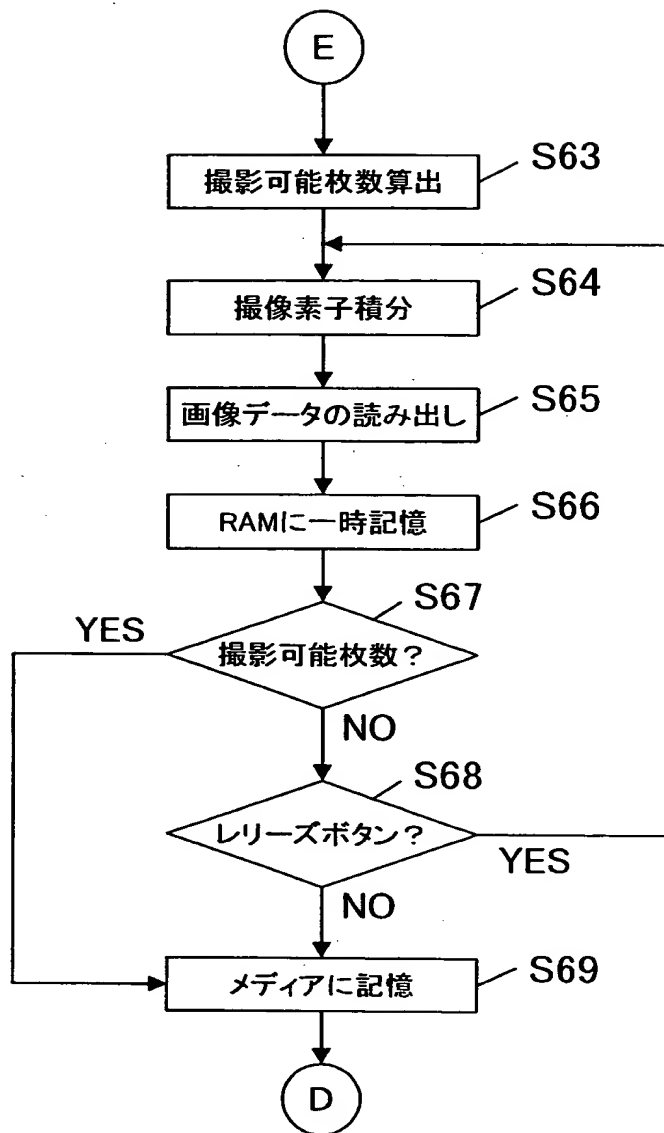 E
撮影可能枚数算出
S63
撮像素子積分
S64
画像データの読み出し
S65
RAMに一時記憶
S66
撮影可能枚数？
S67
YES
NO
レリーズボタン？
S68
YES
NO
メディアに記憶
S69
D